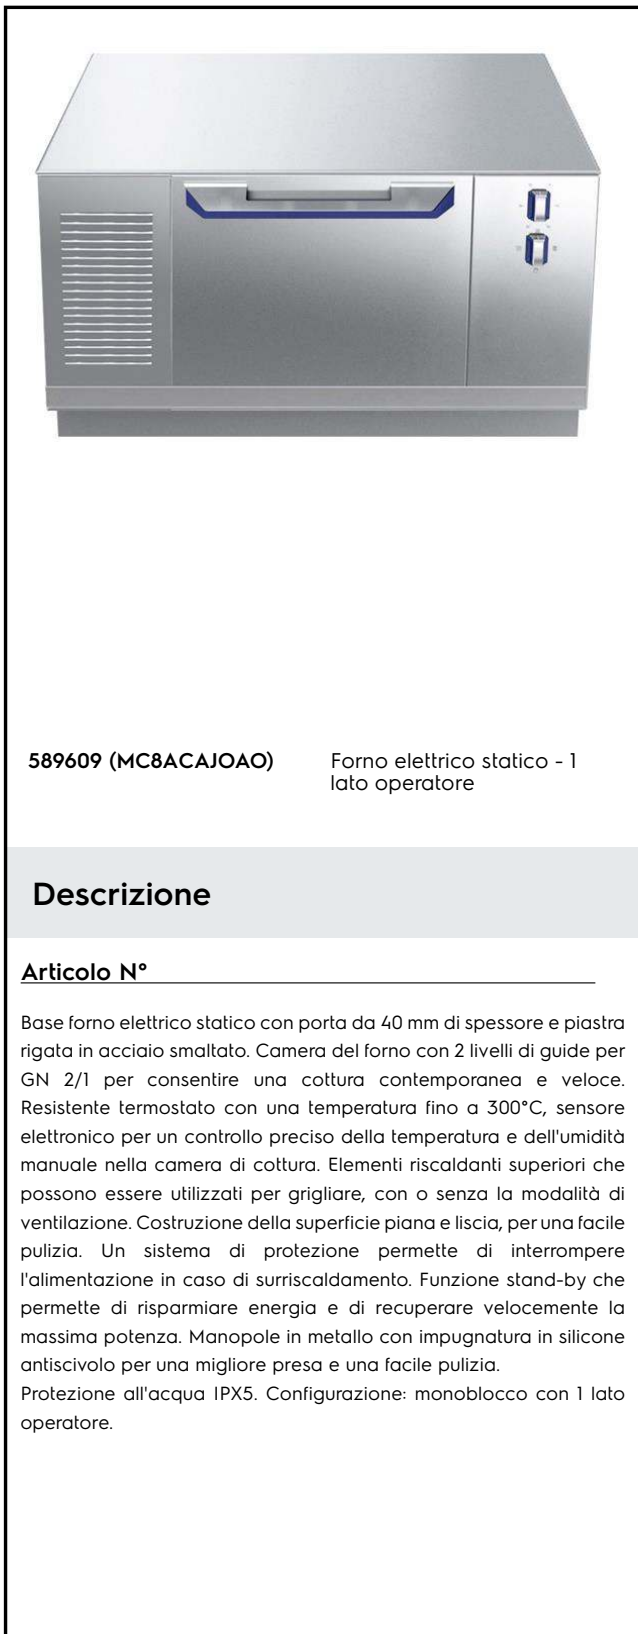 589609 (MC8ACAJOAO)
Forno elettrico statico - 1
lato operatore
Descrizione
Articolo N°
Base forno elettrico statico con porta da 40 mm di spessore e piastra
rigata in acciaio smaltato. Camera del forno con 2 livelli di guide per
GN 2/1 per consentire una cottura contemporanea e veloce.
Resistente termostato con una temperatura fino a 300°C, sensore
elettronico per un controllo preciso della temperatura e dell'umidità
manuale nella camera di cottura. Elementi riscaldanti superiori che
possono essere utilizzati per grigliare, con o senza la modalità di
ventilazione. Costruzione della superficie piana e liscia, per una facile
pulizia. Un sistema di protezione permette di interrompere
l'alimentazione in caso di surriscaldamento. Funzione stand-by che
permette di risparmiare energia e di recuperare velocemente la
massima potenza. Manopole in metallo con impugnatura in silicone
antiscivolo per una migliore presa e una facile pulizia.
Protezione all'acqua IPX5. Configurazione: monoblocco con 1 lato
operatore.